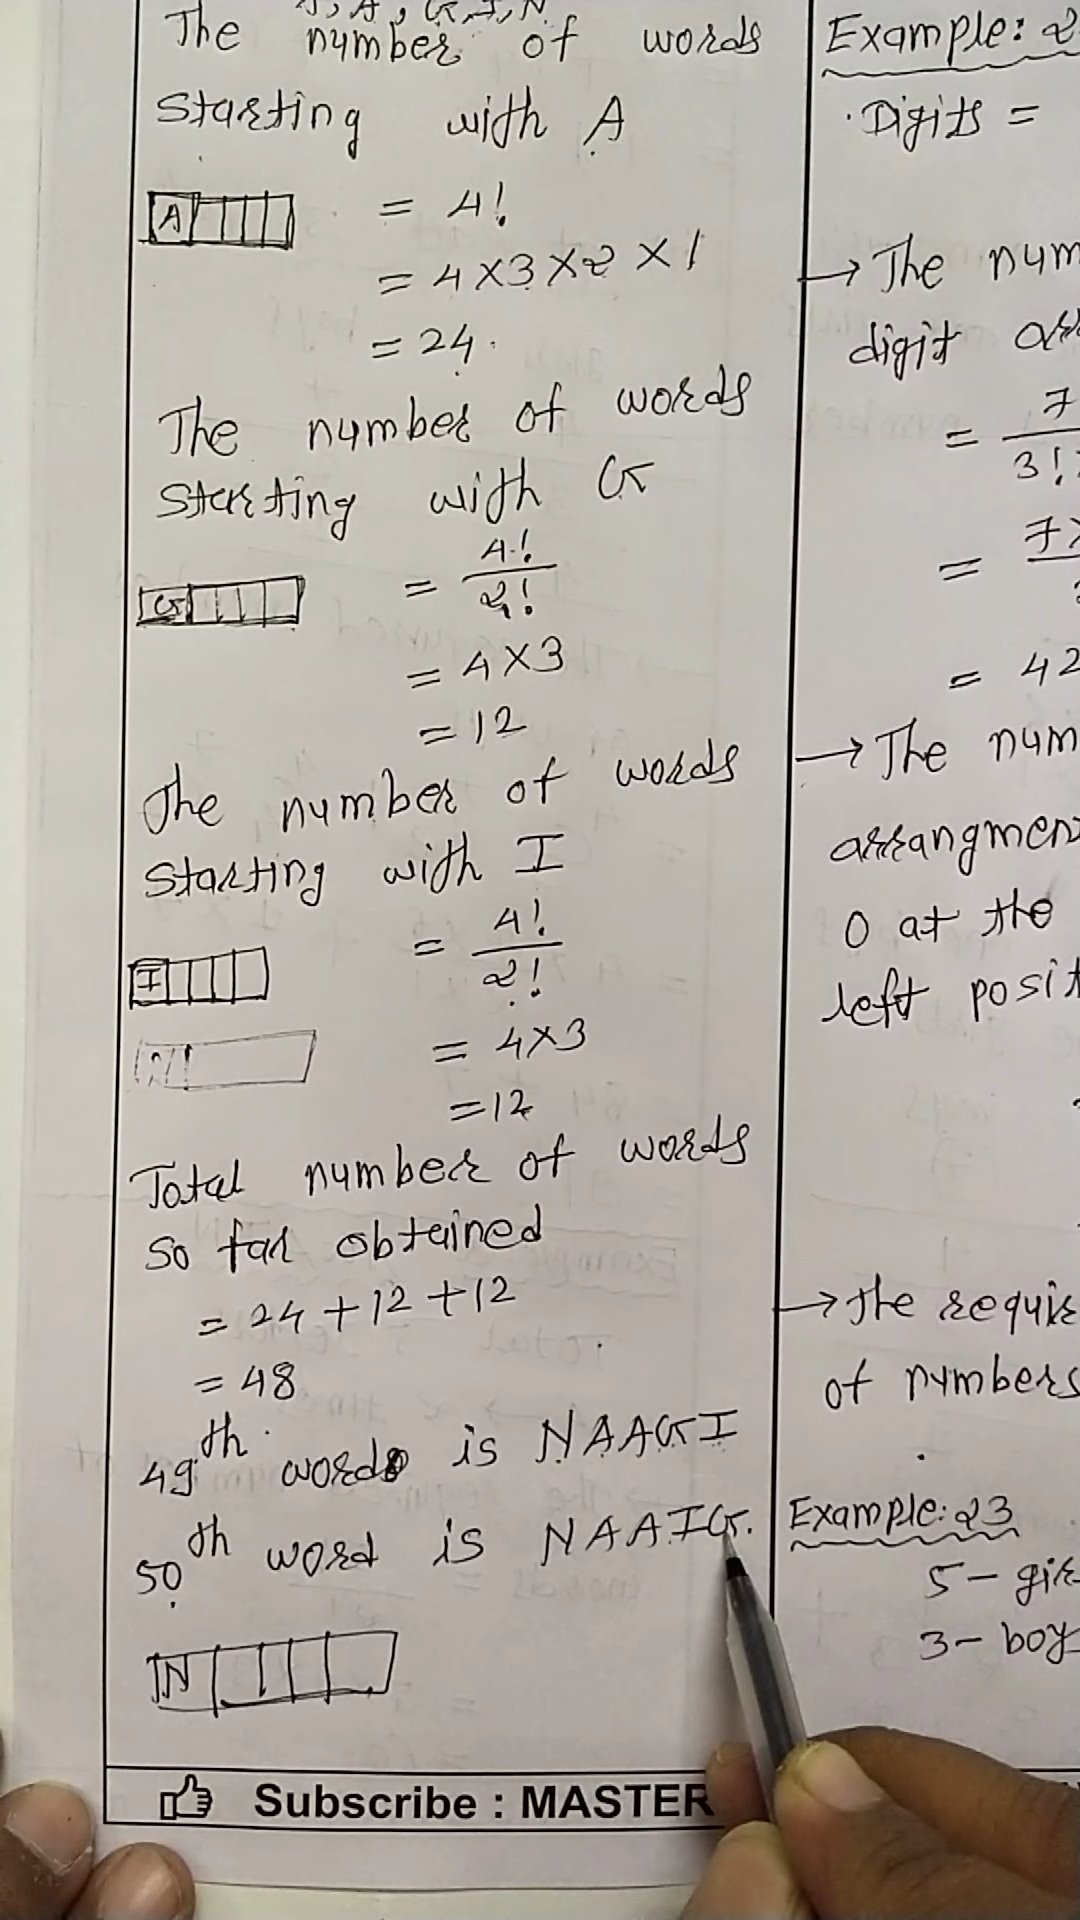 The number of words
starting with A
A = 4!
= 4×3×2×1
= 24.
The number of words
starting with G
G = 4!/2!
= 4×3
= 12
The number of words
starting with I
I = 4!/2!
= 4×3
=12
Total number of words
so far obtained
= 24+12+12
= 48
49th word is NAAGI
50th word is NAAIG.
N
Example: 2
Digits =
→ The num
digit
= 7
3!
= 7×
= 42
→ The num
arrangmen
0 at the
left posit
→ The requir
of numbers
Example: 23
5 - gir
3 - boy
Subscribe : MASTER